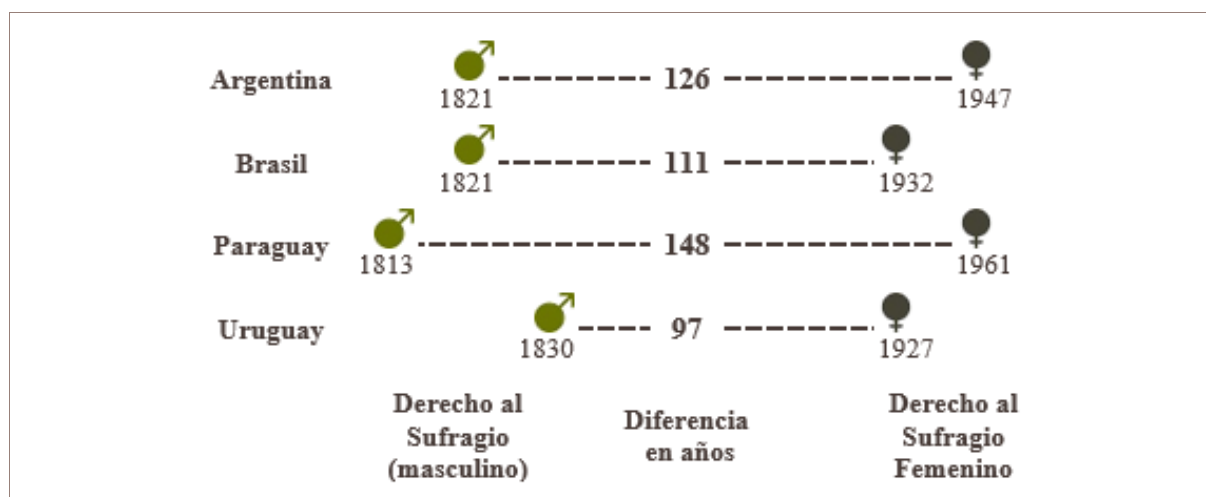 Argentina 1821 126 1947
Brasil 1821 111 1932
Paraguay 1813 148 1961
Uruguay 1830 97 1927
Derecho al
Sufragio
(masculino)
Diferencia
en años
Derecho al
Sufragio
Femenino